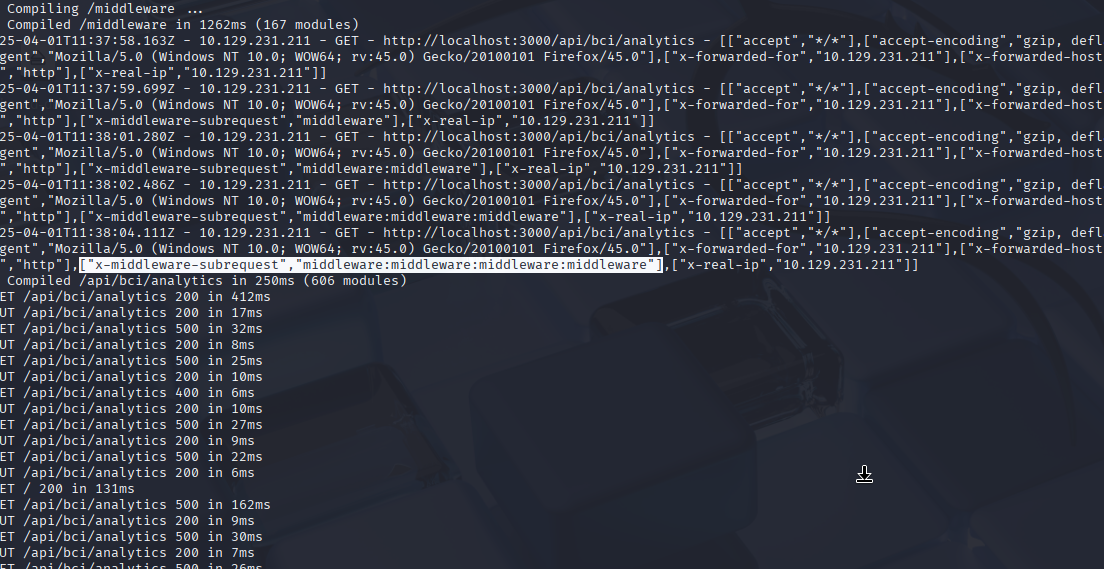 Compiling /middleware ...
Compiled /middleware in 1262ms (167 modules)
25-04-01T11:37:58.163Z - 10.129.231.211 - GET - http://localhost:3000/api/bci/analytics - [["accept","*/*"],["accept-encoding","gzip, defl
gent","Mozilla/5.0 (Windows NT 10.0; WOW64; rv:45.0) Gecko/20100101 Firefox/45.0"],["x-forwarded-for","10.129.231.211"],["x-forwarded-host
","http"],["x-real-ip","10.129.231.211"]]
25-04-01T11:37:59.699Z - 10.129.231.211 - GET - http://localhost:3000/api/bci/analytics - [["accept","*/*"],["accept-encoding","gzip, defl
gent","Mozilla/5.0 (Windows NT 10.0; WOW64; rv:45.0) Gecko/20100101 Firefox/45.0"],["x-forwarded-for","10.129.231.211"],["x-forwarded-host
","http"],["x-middleware-subrequest","middleware"],["x-real-ip","10.129.231.211"]]
25-04-01T11:38:01.280Z - 10.129.231.211 - GET - http://localhost:3000/api/bci/analytics - [["accept","*/*"],["accept-encoding","gzip, defl
gent","Mozilla/5.0 (Windows NT 10.0; WOW64; rv:45.0) Gecko/20100101 Firefox/45.0"],["x-forwarded-for","10.129.231.211"],["x-forwarded-host
","http"],["x-middleware-subrequest","middleware:middleware"],["x-real-ip","10.129.231.211"]]
25-04-01T11:38:02.486Z - 10.129.231.211 - GET - http://localhost:3000/api/bci/analytics - [["accept","*/*"],["accept-encoding","gzip, defl
gent","Mozilla/5.0 (Windows NT 10.0; WOW64; rv:45.0) Gecko/20100101 Firefox/45.0"],["x-forwarded-for","10.129.231.211"],["x-forwarded-host
","http"],["x-middleware-subrequest","middleware:middleware:middleware"],["x-real-ip","10.129.231.211"]]
25-04-01T11:38:04.111Z - 10.129.231.211 - GET - http://localhost:3000/api/bci/analytics - [["accept","*/*"],["accept-encoding","gzip, defl
gent","Mozilla/5.0 (Windows NT 10.0; WOW64; rv:45.0) Gecko/20100101 Firefox/45.0"],["x-forwarded-for","10.129.231.211"],["x-forwarded-host
","http"],["x-middleware-subrequest","middleware:middleware:middleware:middleware"],["x-real-ip","10.129.231.211"]]
Compiled /api/bci/analytics in 250ms (606 modules)
ET /api/bci/analytics 200 in 412ms
UT /api/bci/analytics 200 in 17ms
ET /api/bci/analytics 500 in 32ms
UT /api/bci/analytics 200 in 8ms
ET /api/bci/analytics 500 in 25ms
UT /api/bci/analytics 200 in 10ms
ET /api/bci/analytics 400 in 6ms
UT /api/bci/analytics 200 in 10ms
ET /api/bci/analytics 500 in 27ms
UT /api/bci/analytics 200 in 9ms
ET /api/bci/analytics 500 in 22ms
UT /api/bci/analytics 200 in 6ms
ET / 200 in 131ms
ET /api/bci/analytics 500 in 162ms
UT /api/bci/analytics 200 in 9ms
ET /api/bci/analytics 500 in 30ms
UT /api/bci/analytics 200 in 7ms
ET /api/bci/analytics 500 in 26ms